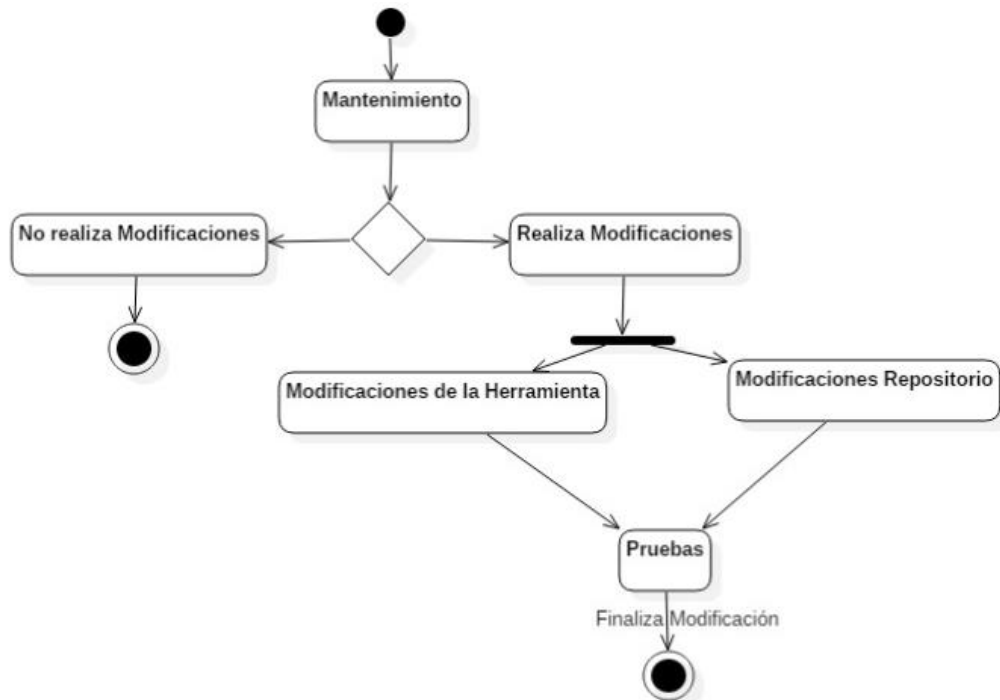 Mantenimiento
No realiza Modificaciones
Realiza Modificaciones
Modificaciones de la Herramienta
Modificaciones Repositorio
Pruebas
Finaliza Modificación